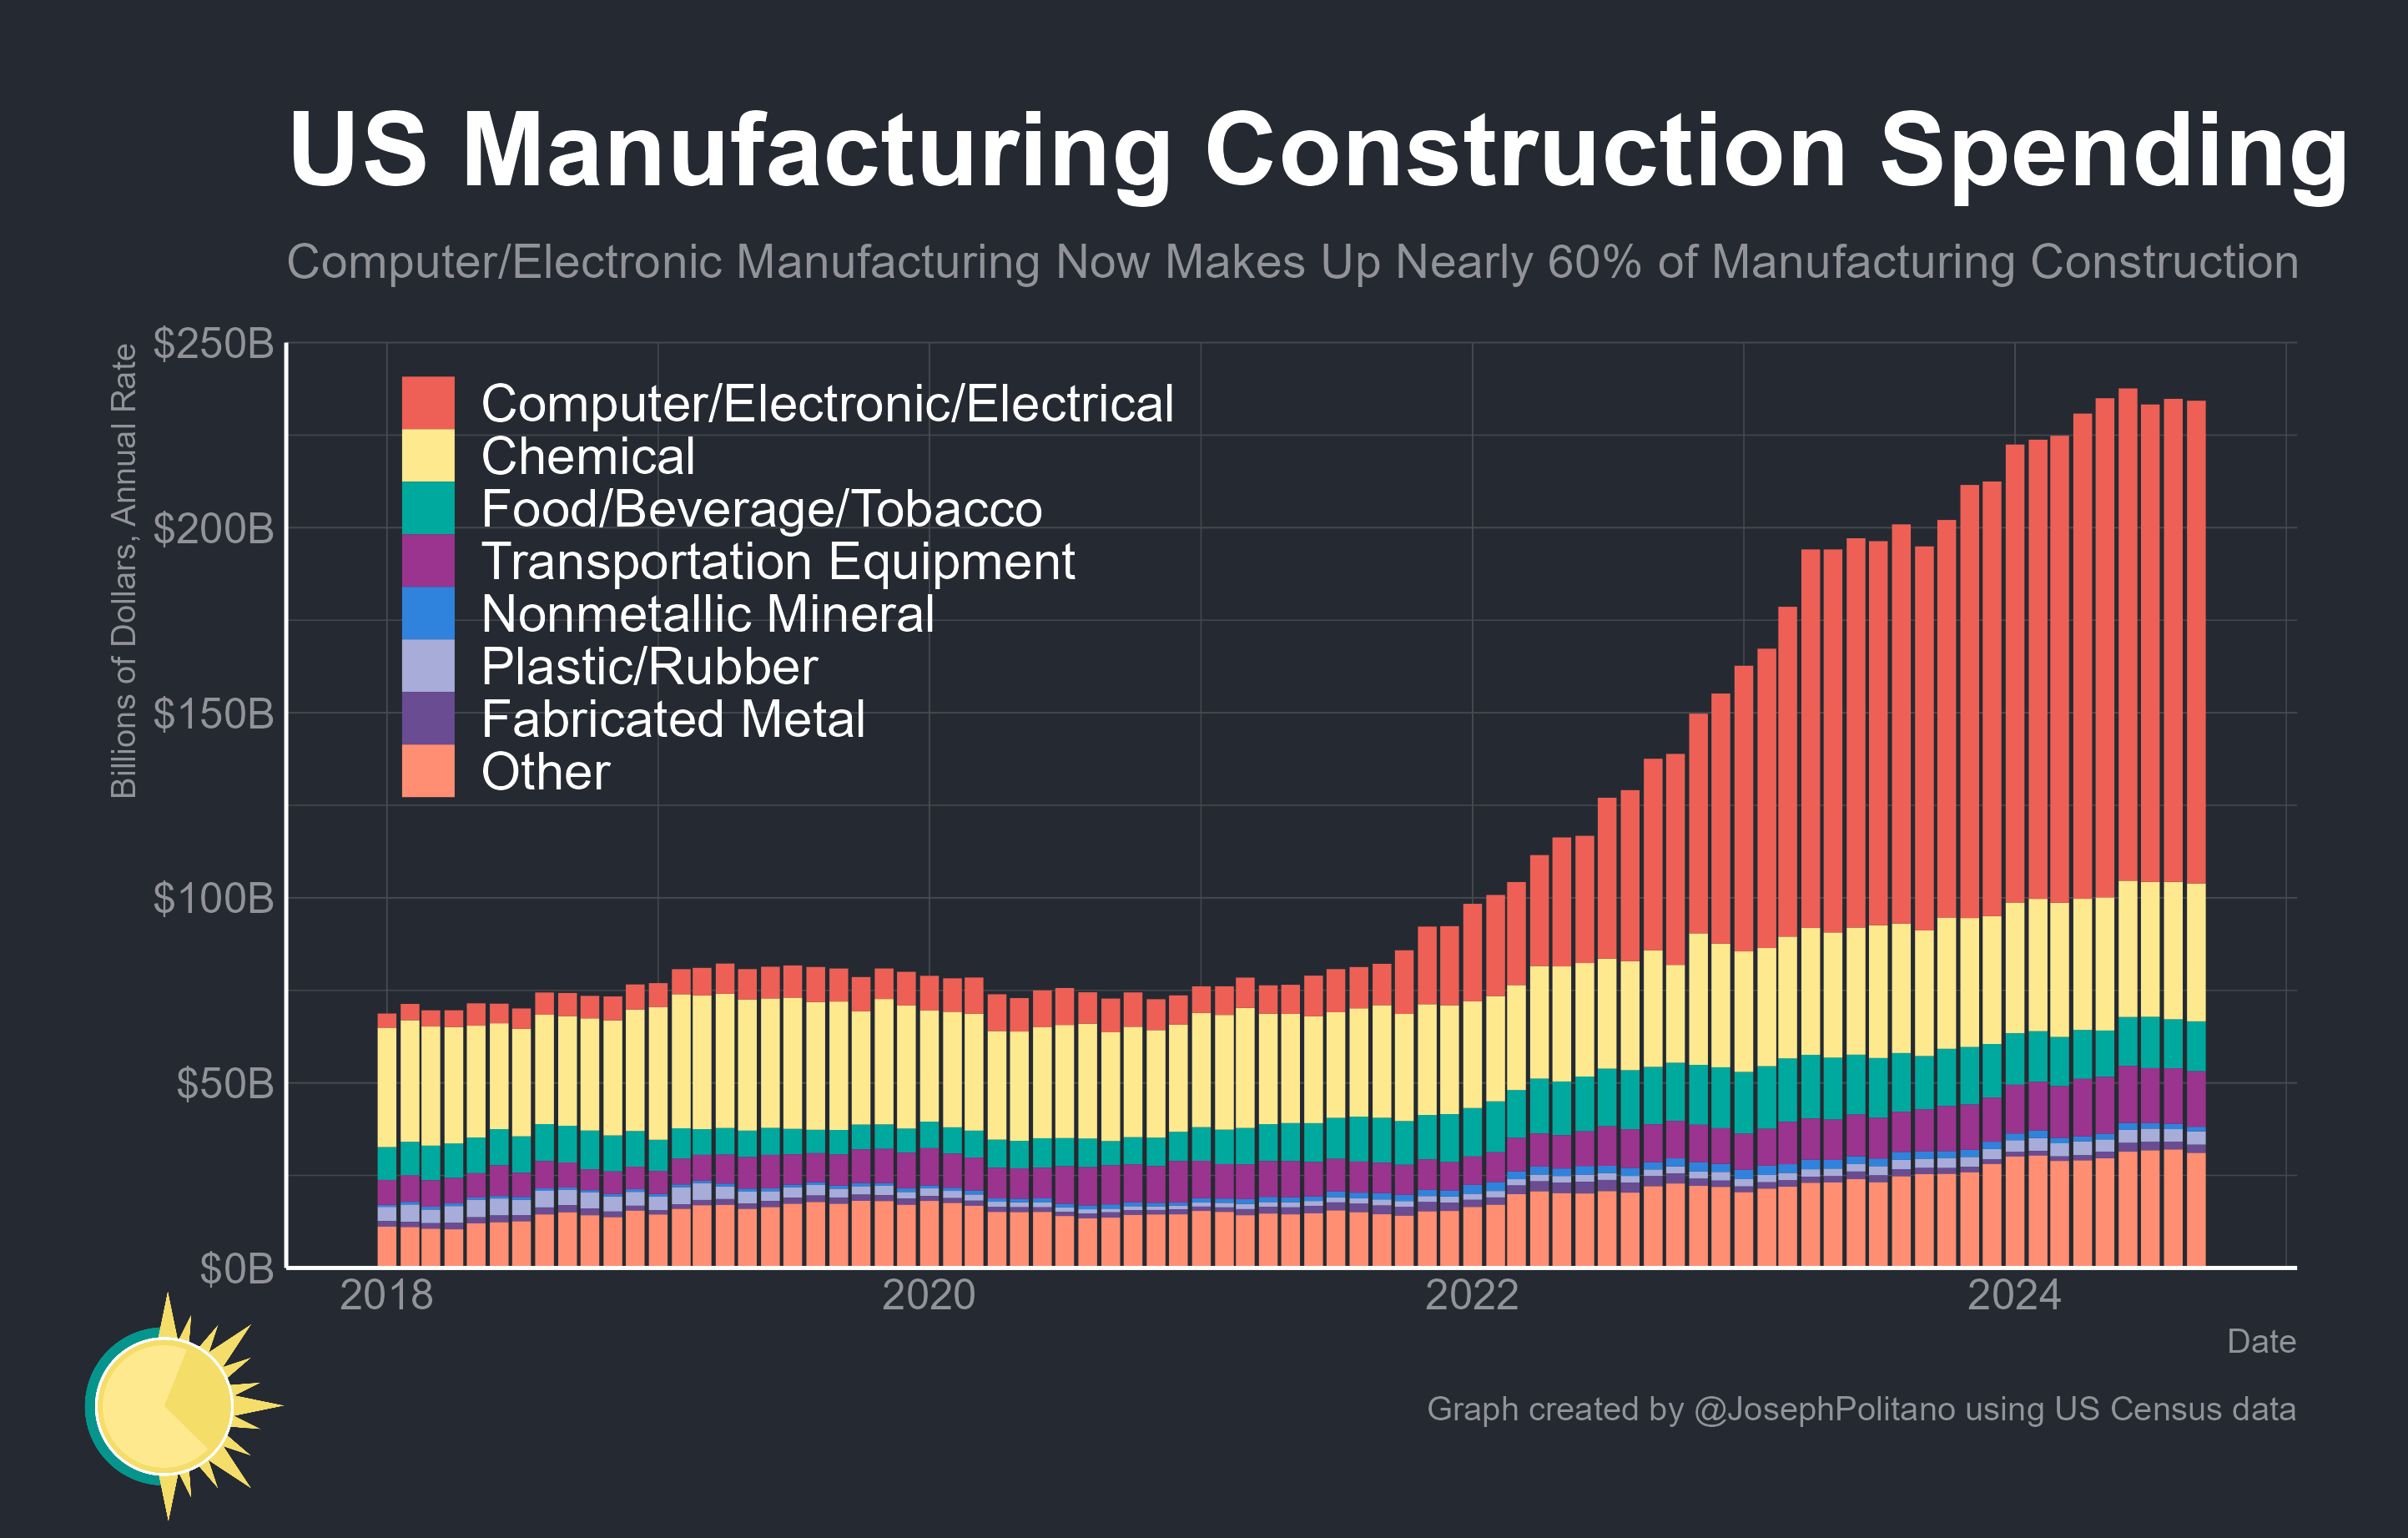 US Manufacturing Construction Spending
Computer/Electronic Manufacturing Now Makes Up Nearly 60% of Manufacturing Construction
Billions of Dollars, Annual Rate
$250B
$200B
$150B
$100B
$50B
$0B
Computer/Electronic/Electrical
Chemical
Food/Beverage/Tobacco
Transportation Equipment
Nonmetallic Mineral
Plastic/Rubber
Fabricated Metal
Other
2018 2020 2022 2024
Date
Graph created by @JosephPolitano using US Census data